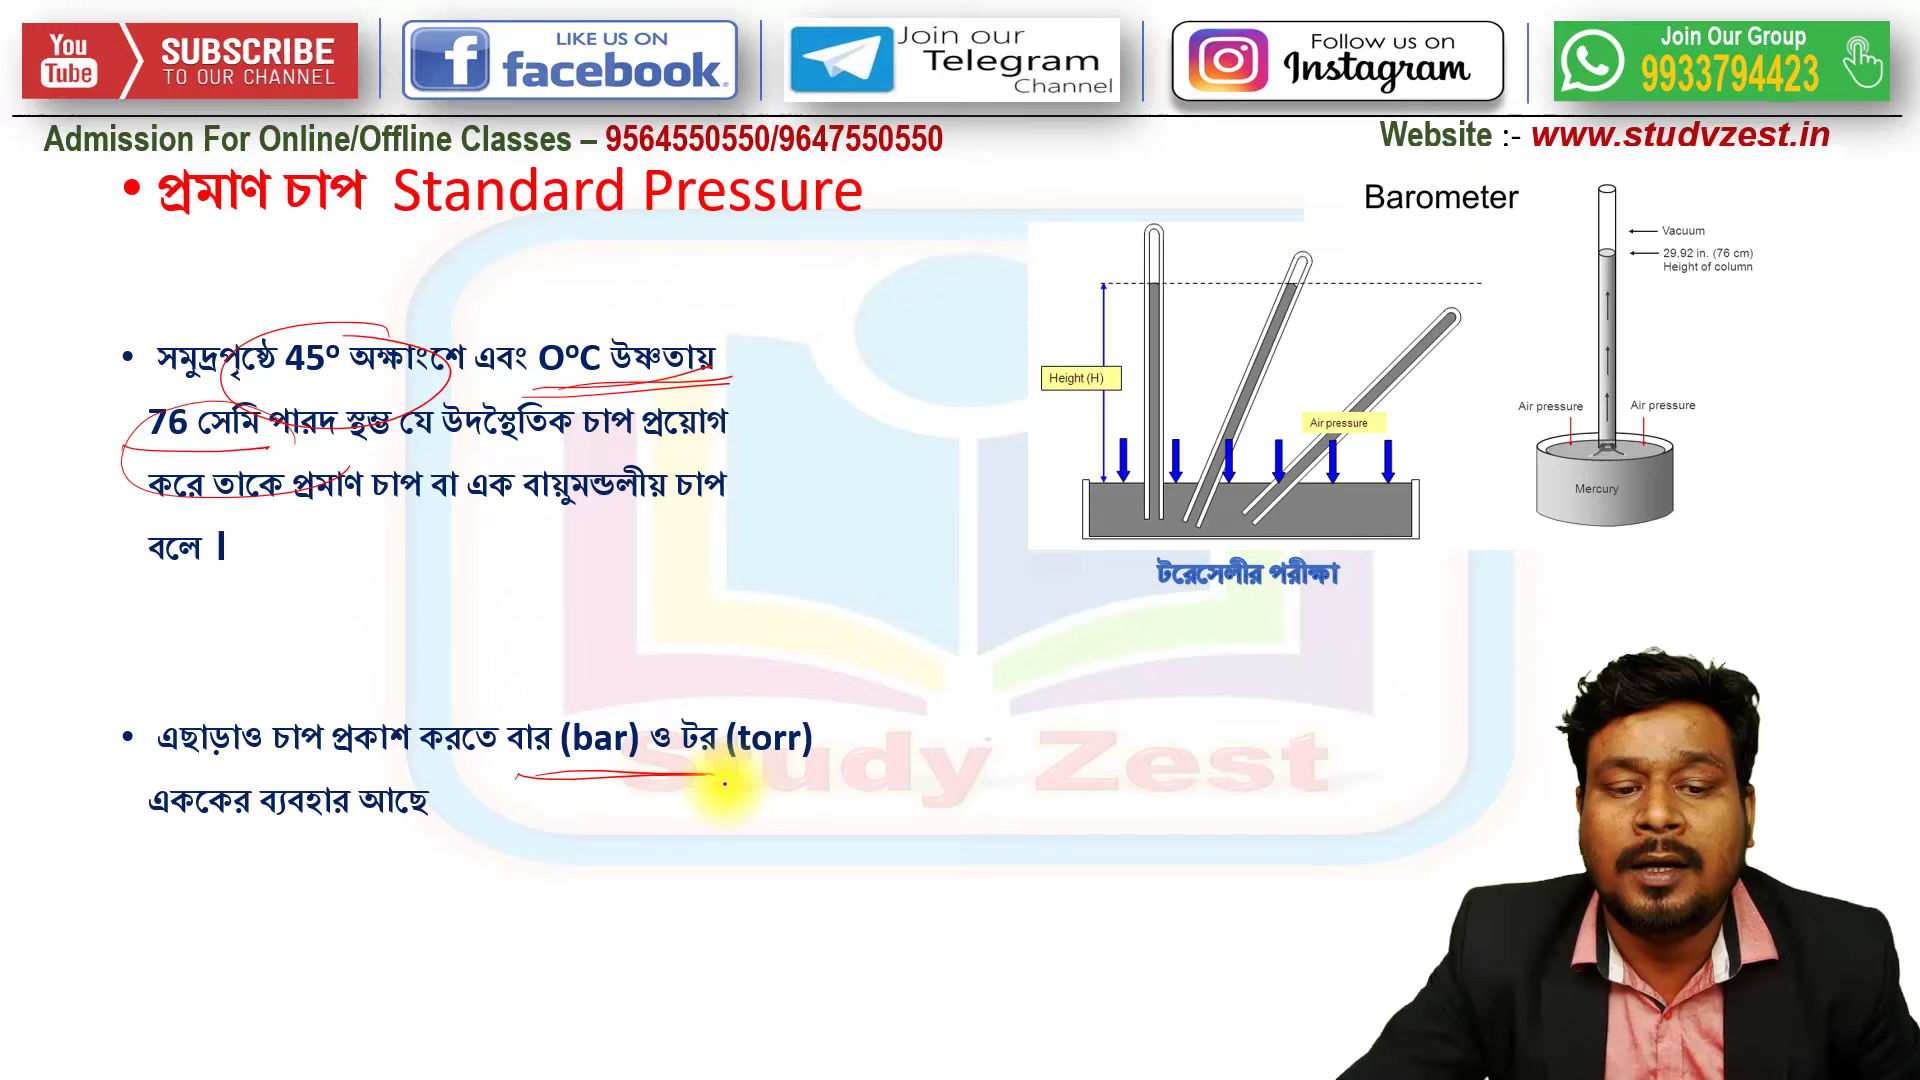 You Tube SUBSCRIBE TO OUR CHANNEL
LIKE US ON facebook.
Join our Telegram Channel
Follow us on Instagram
Join Our Group 9933794423
Admission For Online/Offline Classes – 9564550550/9647550550
Website :- www.studyzest.in
• প্রমাণ চাপ Standard Pressure
• সমুদ্রপৃষ্ঠে 45º অক্ষাংশে এবং OºC উষ্ণতায়
76 সেমি পারদ স্থম্ভ যে উদস্থৈতিক চাপ প্রয়োগ
করে তাকে প্রমাণ চাপ বা এক বায়ুমন্ডলীয় চাপ
বলে ।
• এছাড়াও চাপ প্রকাশ করতে বার (bar) ও টর (torr)
এককের ব্যবহার আছে
Height (H)
Air pressure
টরেসেলীর পরীক্ষা
Barometer
Vacuum
29.92 in. (76 cm)
Height of column
Air pressure
Air pressure
Mercury
Study Zest